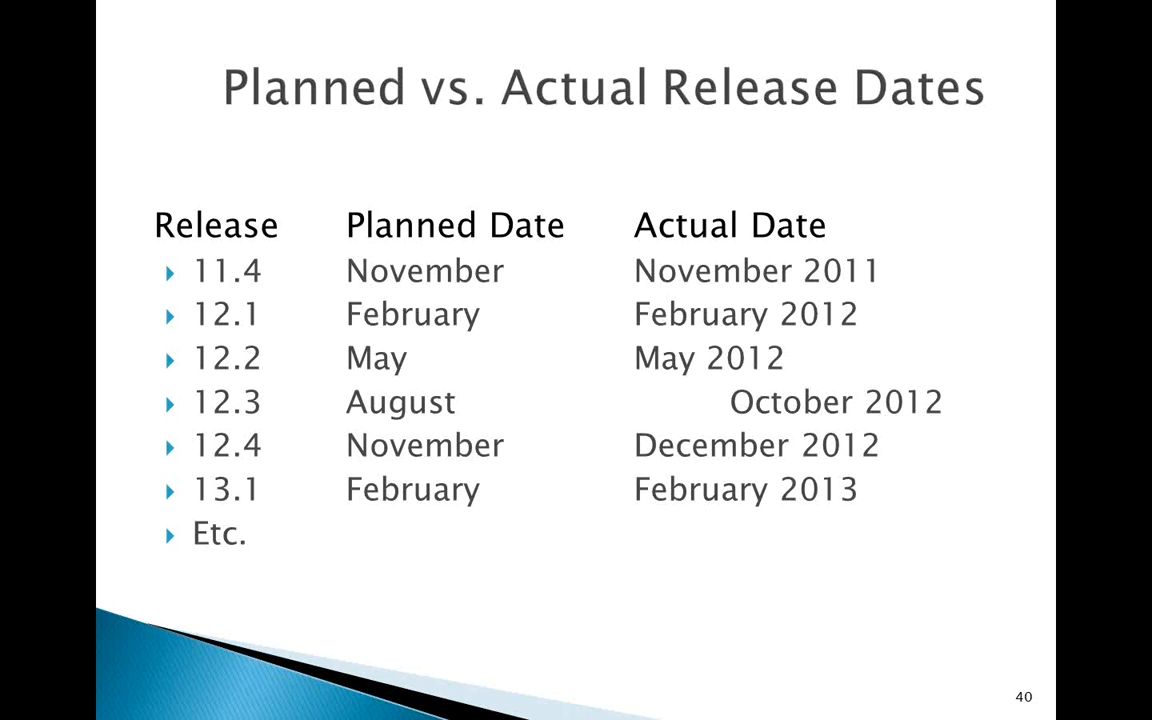 Planned vs. Actual Release Dates
Release Planned Date Actual Date
11.4 November November 2011
12.1 February February 2012
12.2 May May 2012
12.3 August October 2012
12.4 November December 2012
13.1 February February 2013
Etc.
40